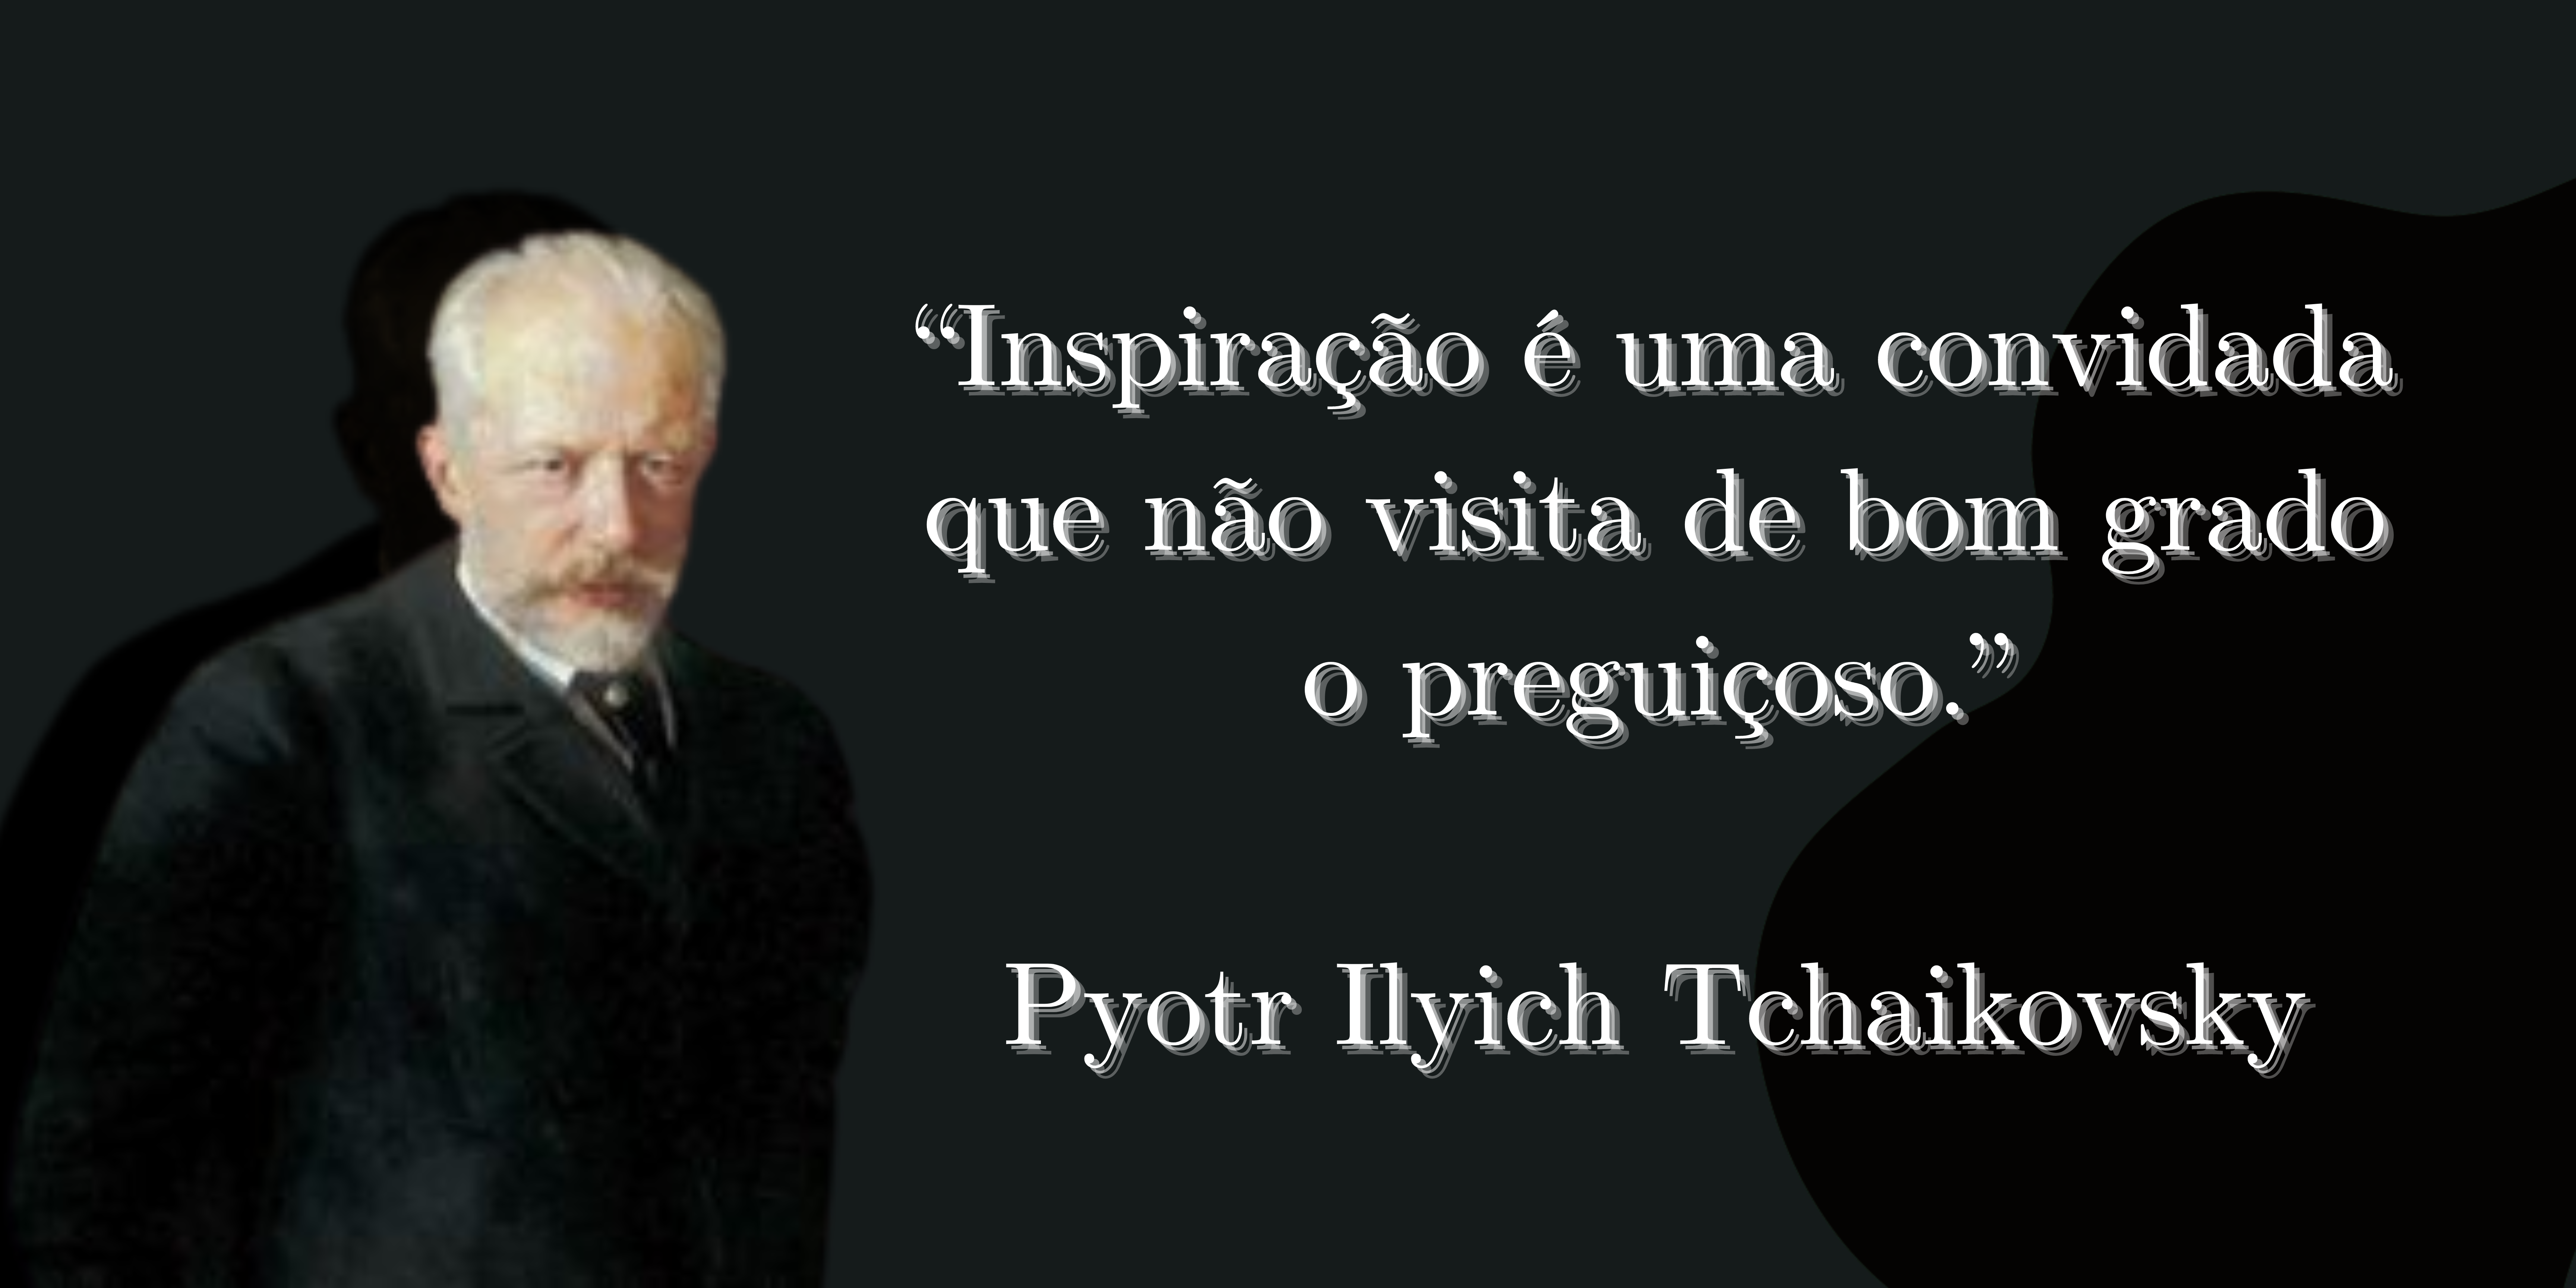 “Inspiração é uma convidada
que não visita de bom grado
o preguiçoso.”
Pyotr Ilyich Tchaikovsky